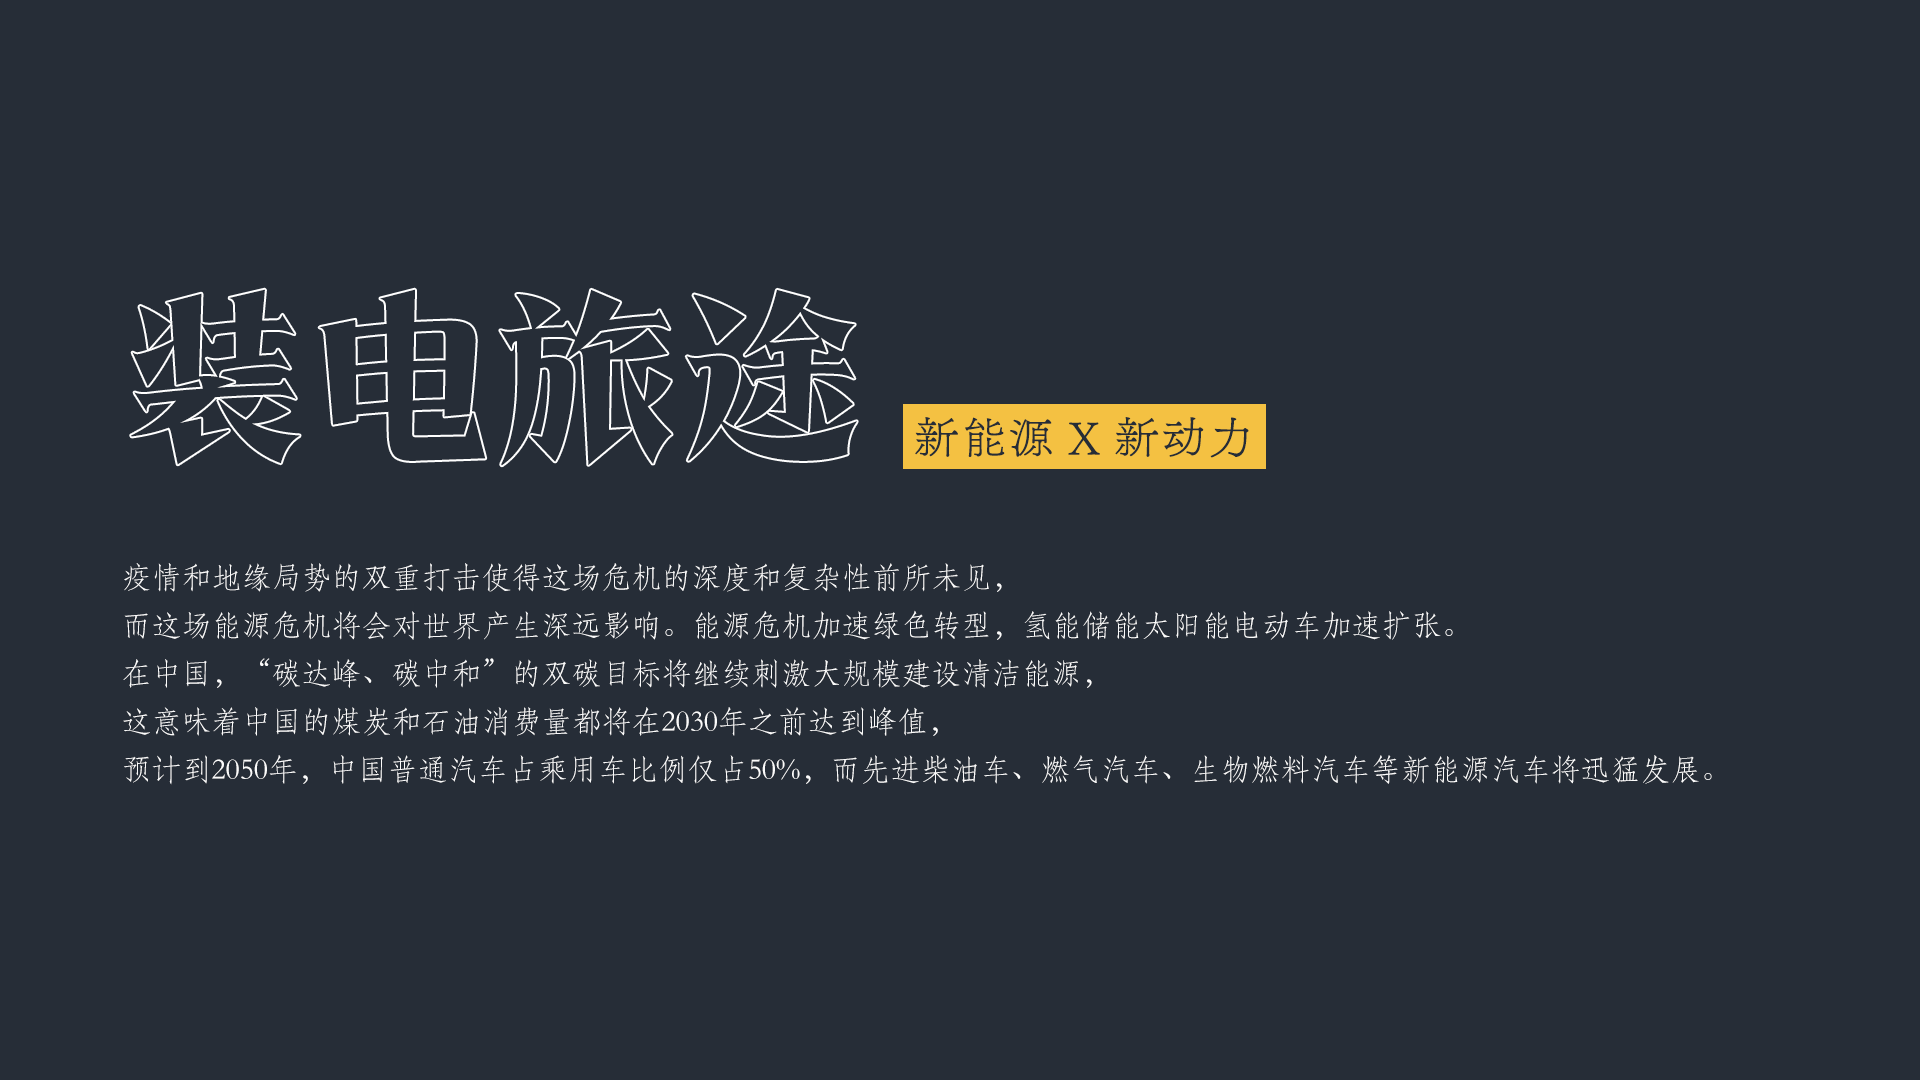 装电旅途
新能源 X 新动力
疫情和地缘局势的双重打击使得这场危机的深度和复杂性前所未见，
而这场能源危机将会对世界产生深远影响。能源危机加速绿色转型，氢能储能太阳能电动车加速扩张。
在中国，“碳达峰、碳中和”的双碳目标将继续刺激大规模建设清洁能源，
这意味着中国的煤炭和石油消费量都将在2030年之前达到峰值，
预计到2050年，中国普通汽车占乘用车比例仅占50%，而先进柴油车、燃气汽车、生物燃料汽车等新能源汽车将迅猛发展。